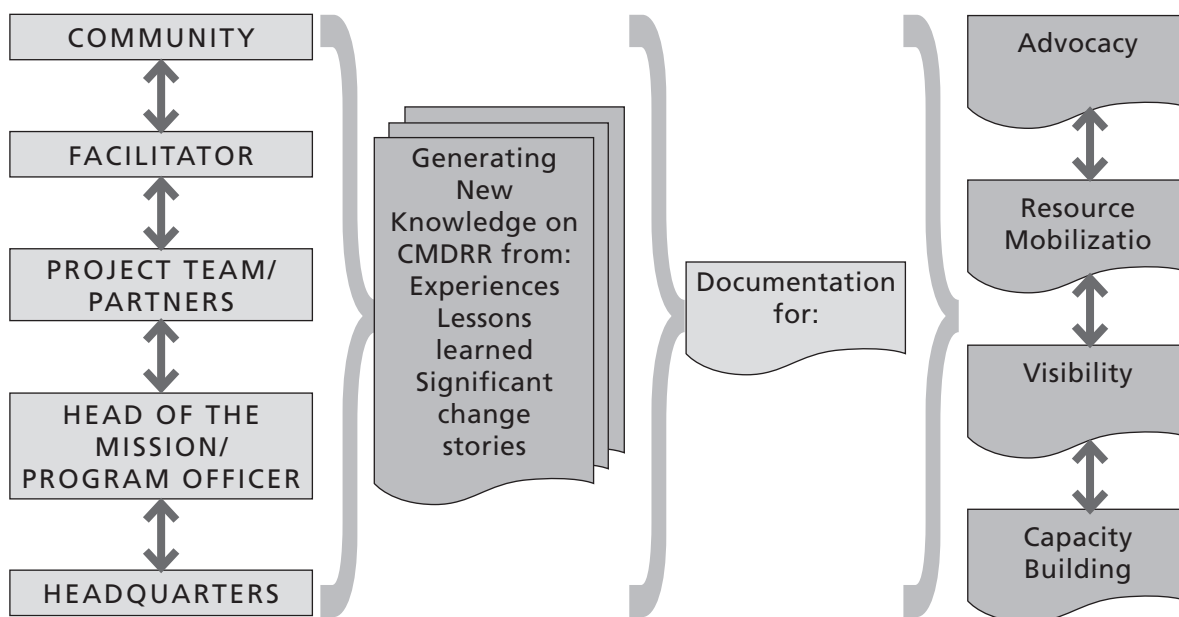 COMMUNITY
FACILITATOR
PROJECT TEAM/
PARTNERS
HEAD OF THE
MISSION/
PROGRAM OFFICER
HEADQUARTERS
Generating
New
Knowledge on
CMDRR from:
Experiences
Lessons
learned
Significant
change
stories
Documentation
for:
Advocacy
Resource
Mobilizatio
Visibility
Capacity
Building